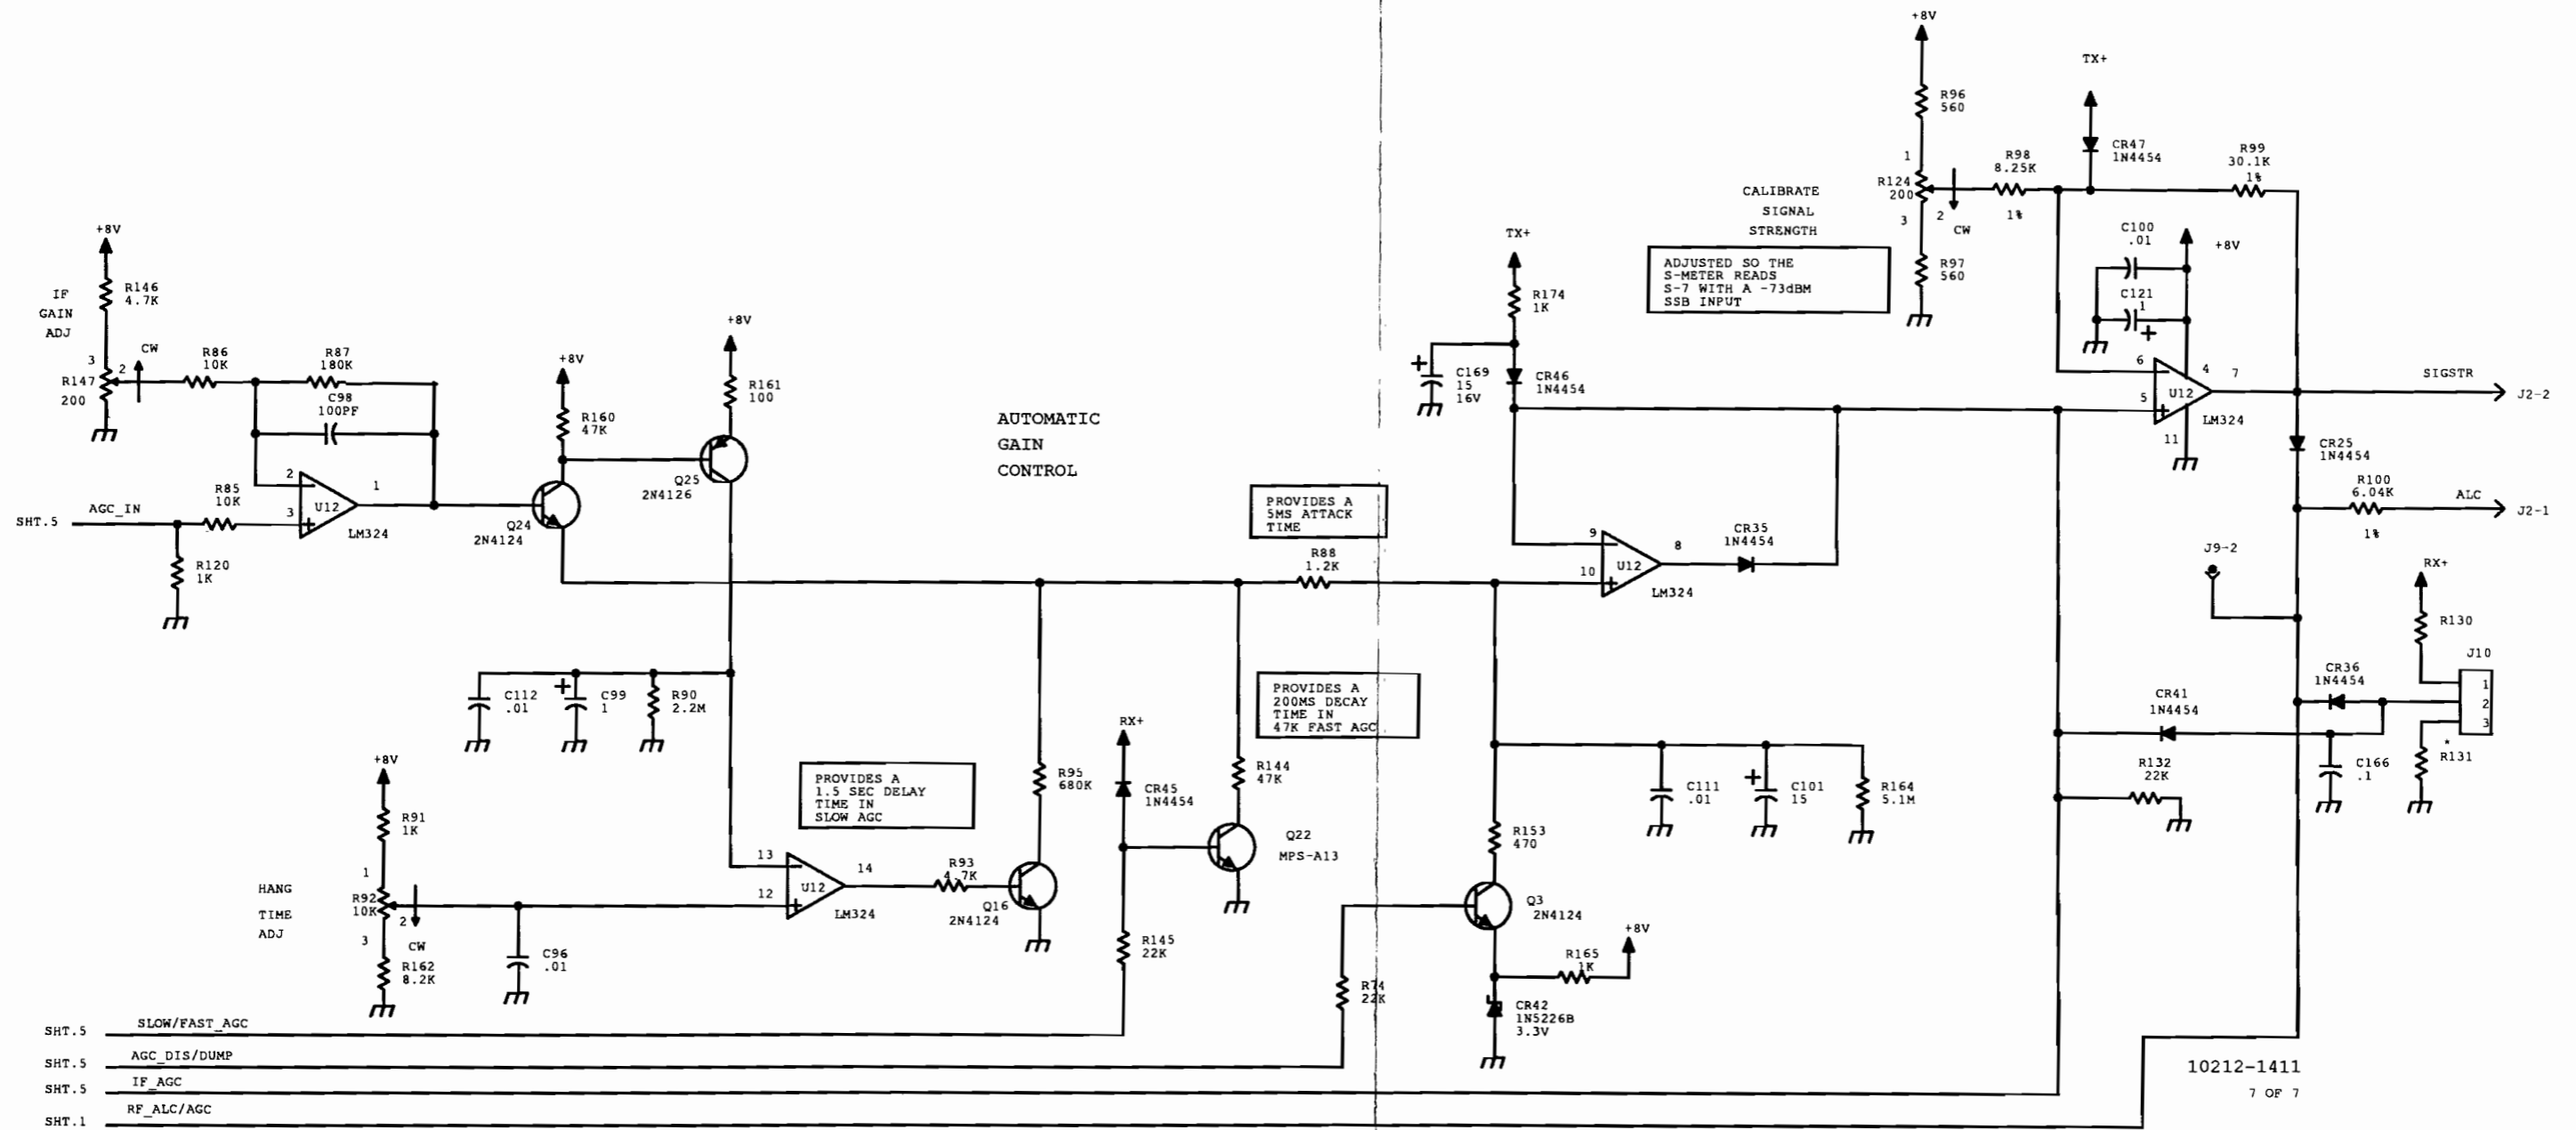 +8V
R146
4.7K
IF
GAIN
ADJ
3
2
CW
R147
200
1
R86
10K
R87
180K
C98
100PF
2
3
1
U12
LM324
SHT.5
AGC_IN
R85
10K
R120
1K
+8V
R160
47K
Q24
2N4124
+8V
R161
100
Q25
2N4126
AUTOMATIC
GAIN
CONTROL
C112
.01
C99
1
R90
2.2M
+8V
R91
1K
HANG
TIME
ADJ
1
R92
10K
2
3
CW
R162
8.2K
C96
.01
PROVIDES A
1.5 SEC DELAY
TIME IN
SLOW AGC
13
12
14
U12
LM324
R93
4.7K
Q16
2N4124
R95
680K
RX+
CR45
1N4454
R145
22K
PROVIDES A
5MS ATTACK
TIME
R88
1.2K
PROVIDES A
200MS DECAY
TIME IN
47K FAST AGC
R144
47K
Q22
MPS-A13
R74
22K
R153
470
Q3
2N4124
R165
1K
+8V
CR42
1N5226B
3.3V
C111
.01
C101
15
R164
5.1M
TX+
R174
1K
C169
15
16V
CR46
1N4454
9
10
8
U12
LM324
CR35
1N4454
CALIBRATE
SIGNAL
STRENGTH
ADJUSTED SO THE
S-METER READS
S-7 WITH A -73dBM
SSB INPUT
+8V
R96
560
1
R124
200
3
2
CW
R97
560
R98
8.25K
1%
TX+
CR47
1N4454
R99
30.1K
1%
C100
.01
+8V
C121
1
6
5
4
7
11
U12
LM324
SIGSTR
J2-2
CR25
1N4454
R100
6.04K
1%
ALC
J2-1
J9-2
RX+
R130
J10
1
2
3
CR36
1N4454
CR41
1N4454
R132
22K
C166
.1
*
R131
SHT.5
SLOW/FAST_AGC
SHT.5
AGC_DIS/DUMP
SHT.5
IF_AGC
SHT.1
RF_ALC/AGC
10212-1411
7 OF 7